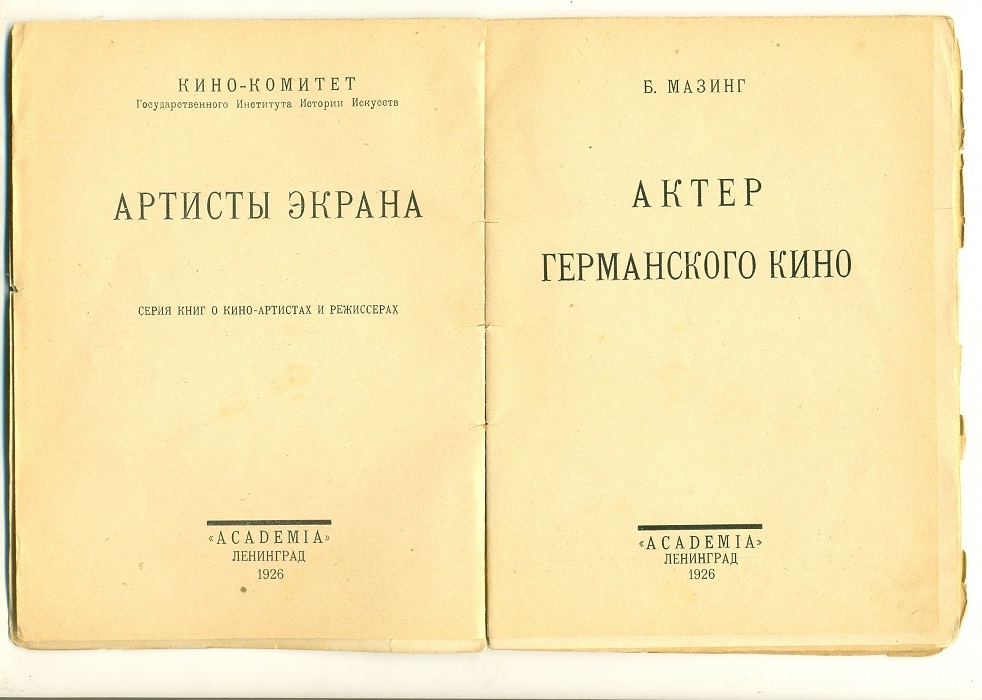 КИНО-КОМИТЕТ
Государственного Института Истории Искусств
АРТИСТЫ ЭКРАНА
СЕРИЯ КНИГ О КИНО-АРТИСТАХ И РЕЖИССЕРАХ
«ACADEMIA»
ЛЕНИНГРАД
1926
Б. МАЗИНГ
АКТЕР
ГЕРМАНСКОГО КИНО
«ACADEMIA»
ЛЕНИНГРАД
1926